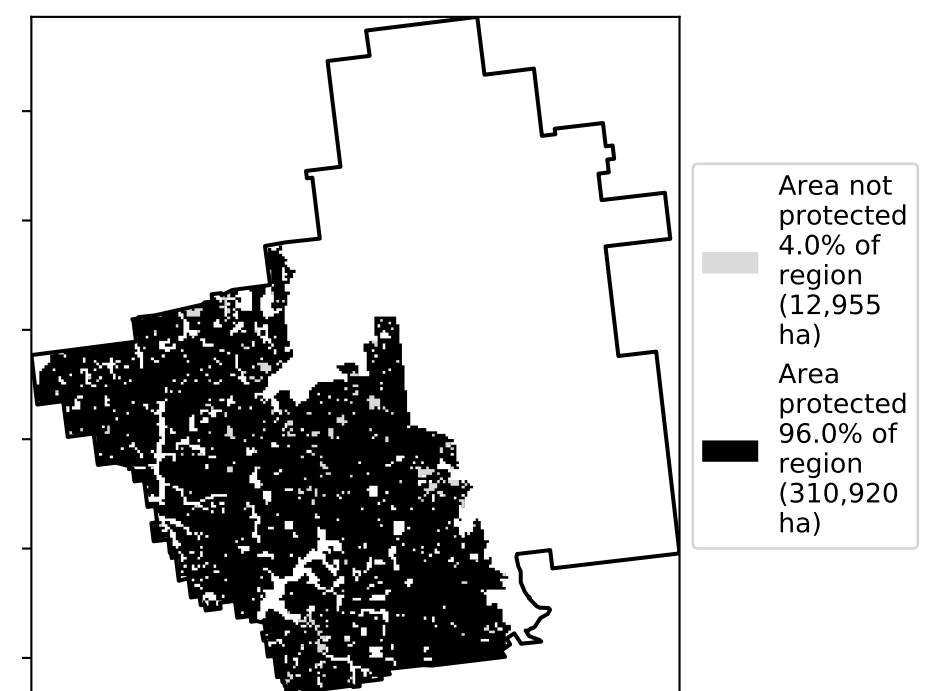 Area not
protected
4.0% of
region
(12,955
ha)
Area
protected
96.0% of
region
(310,920
ha)